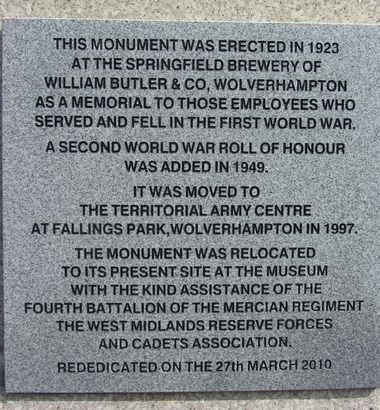 THIS MONUMENT WAS ERECTED IN 1923
AT THE SPRINGFIELD BREWERY OF
WILLIAM BUTLER & CO, WOLVERHAMPTON
AS A MEMORIAL TO THOSE EMPLOYEES WHO
SERVED AND FELL IN THE FIRST WORLD WAR.
A SECOND WORLD WAR ROLL OF HONOUR
WAS ADDED IN 1949.
IT WAS MOVED TO
THE TERRITORIAL ARMY CENTRE
AT FALLINGS PARK,WOLVERHAMPTON IN 1997.
THE MONUMENT WAS RELOCATED
TO ITS PRESENT SITE AT THE MUSEUM
WITH THE KIND ASSISTANCE OF THE
FOURTH BATTALION OF THE MERCIAN REGIMENT
THE WEST MIDLANDS RESERVE FORCES
AND CADETS ASSOCIATION.
REDEDICATED ON THE 27th MARCH 2010